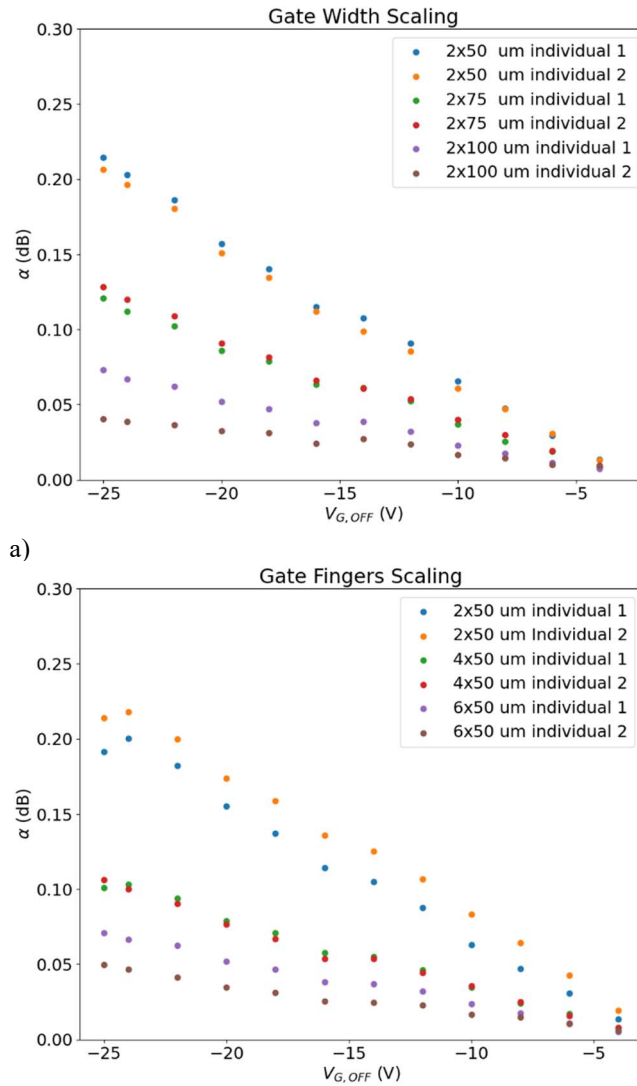 Gate Width Scaling
0.30
0.25
0.20
0.15
0.10
0.05
0.00
α (dB)
2x50  um individual 1
2x50  um individual 2
2x75  um individual 1
2x75  um individual 2
2x100 um individual 1
2x100 um individual 2
−25 −20 −15 −10 −5
V_G,OFF (V)
a)
Gate Fingers Scaling
0.30
0.25
0.20
0.15
0.10
0.05
0.00
α (dB)
2x50 um individual 1
2x50 um Individual 2
4x50 um individual 1
4x50 um individual 2
6x50 um individual 1
6x50 um individual 2
−25 −20 −15 −10 −5
V_G,OFF (V)